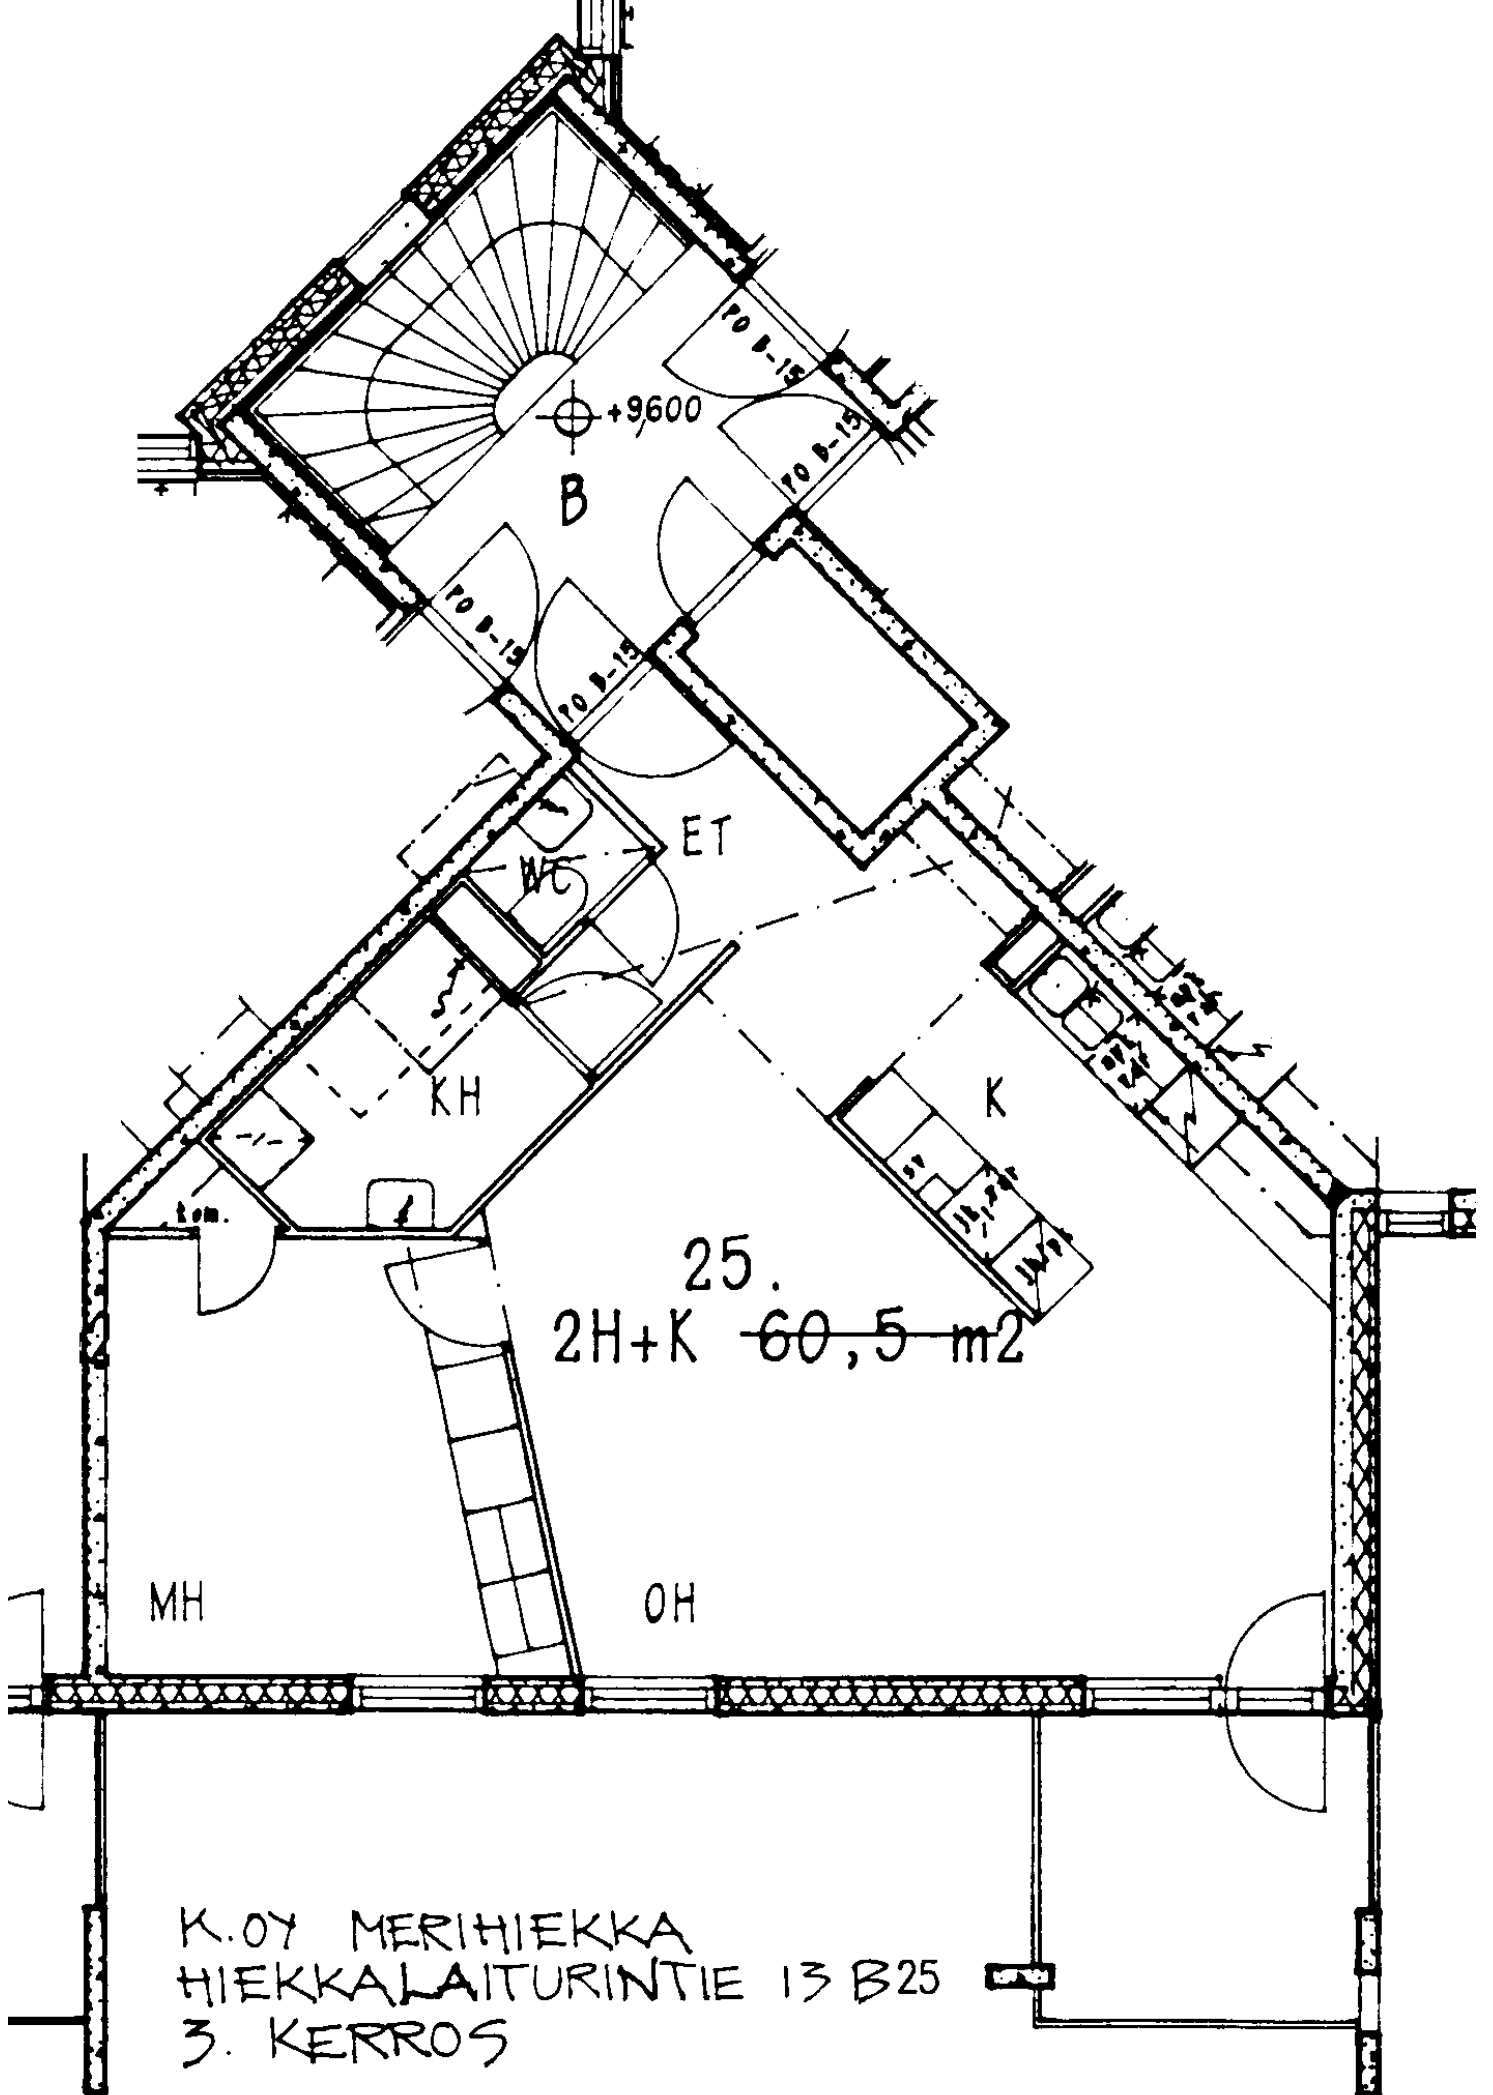 PO B-15
+9600
PO B-15
B
PO B-15
PO B-15
ET
WC
KH
K
kom.
25.
2H+K 60,5 m2
MH
OH
K.OY MERIHIEKKA
HIEKKALAITURINTIE 13 B25
3. KERROS